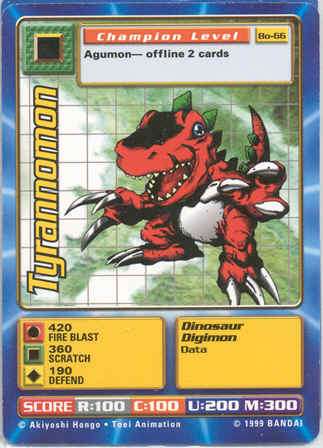 Champion Level
Bo-66
Agumon— offline 2 cards
Tyrannomon
420
FIRE BLAST
360
SCRATCH
190
DEFEND
Dinosaur
Digimon
Data
SCORE R:100 C:100 U:200 M:300
© Akiyoshi Hongo • Toei Animation © 1999 BANDAI